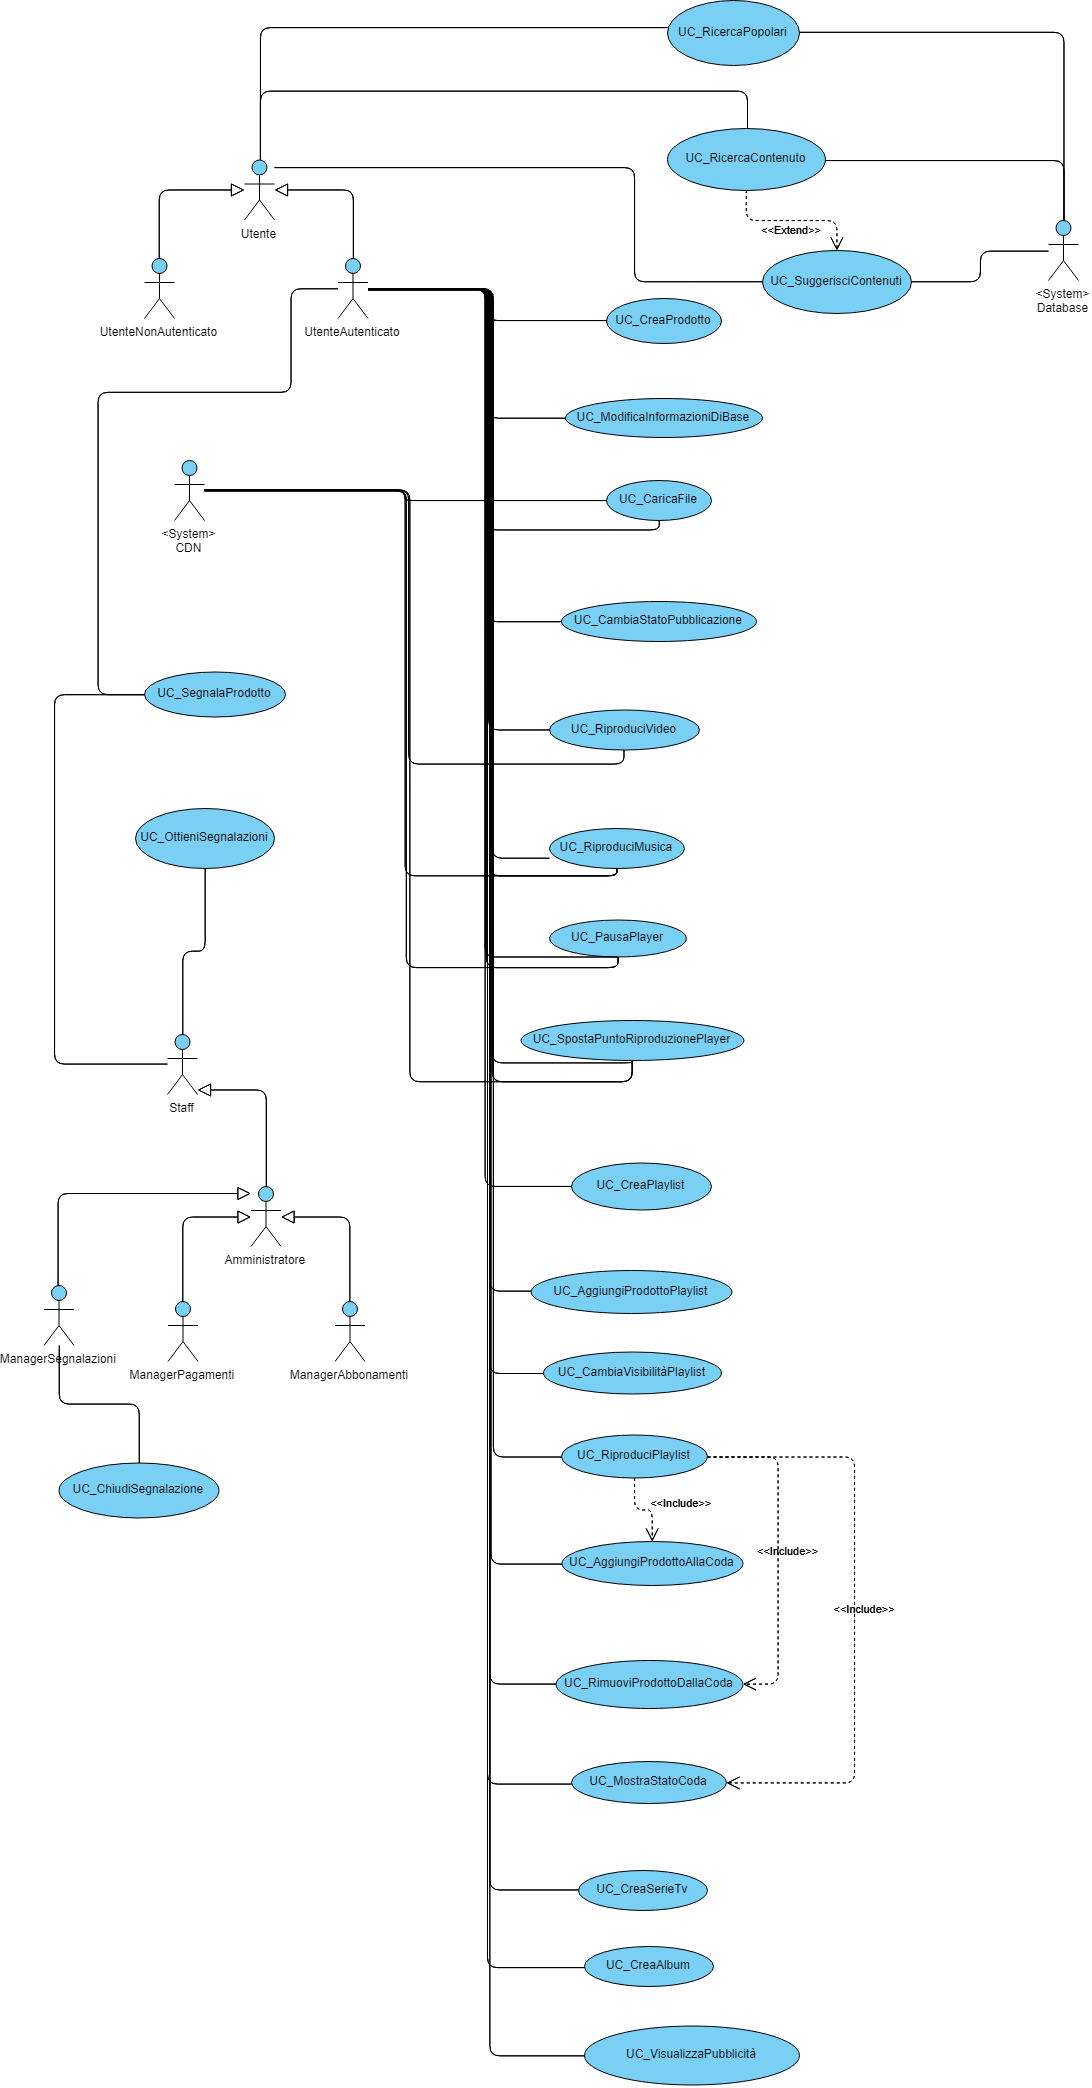 UC_RicercaPopolari
UC_RicercaContenuto
<<Extend>>
Utente
UC_SuggerisciContenuti
<System>
Database
UtenteNonAutenticato
UtenteAutenticato
UC_CreaProdotto
UC_ModificaInformazioniDiBase
UC_CaricaFile
<System>
CDN
UC_CambiaStatoPubblicazione
UC_SegnalaProdotto
UC_RiproduciVideo
UC_OttieniSegnalazioni
UC_RiproduciMusica
UC_PausaPlayer
UC_SpostaPuntoRiproduzionePlayer
Staff
UC_CreaPlaylist
Amministratore
UC_AggiungiProdottoPlaylist
ManagerSegnalazioni
ManagerPagamenti
ManagerAbbonamenti
UC_CambiaVisibilitàPlaylist
UC_RiproduciPlaylist
UC_ChiudiSegnalazione
<<Include>>
<<Include>>
UC_AggiungiProdottoAllaCoda
<<Include>>
UC_RimuoviProdottoDallaCoda
UC_MostraStatoCoda
UC_CreaSerieTv
UC_CreaAlbum
UC_VisualizzaPubblicità